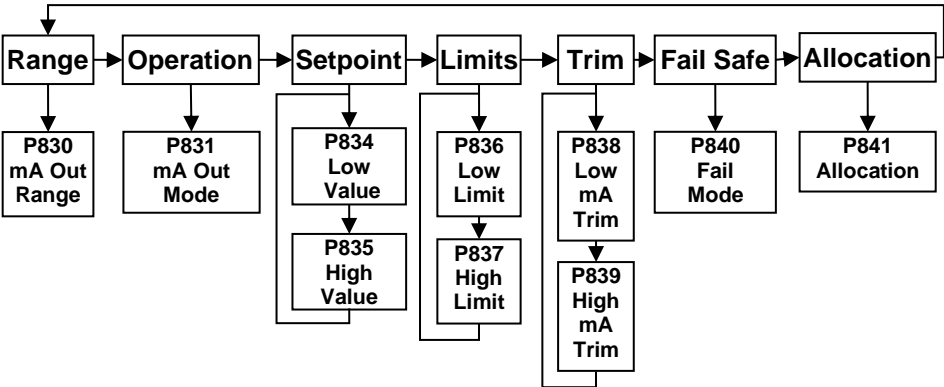 Range
Operation
Setpoint
Limits
Trim
Fail Safe
Allocation
P830
mA Out
Range
P831
mA Out
Mode
P834
Low
Value
P835
High
Value
P836
Low
Limit
P837
High
Limit
P838
Low
mA
Trim
P839
High
mA
Trim
P840
Fail
Mode
P841
Allocation